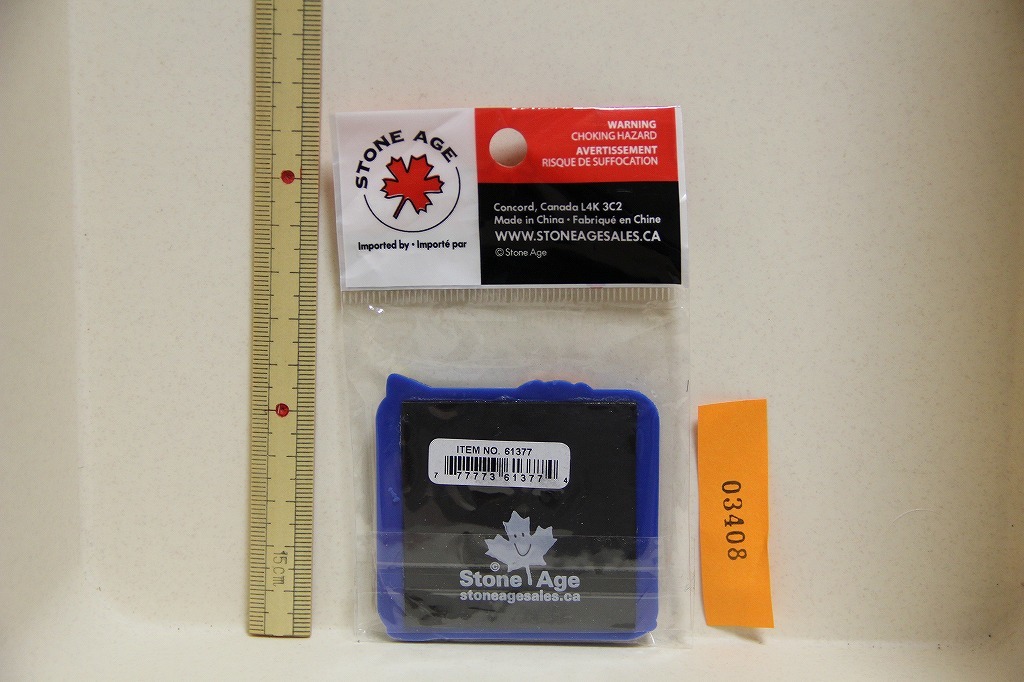 STONE AGE
Imported by • Importé par
WARNING
CHOKING HAZARD
AVERTISSEMENT
RISQUE DE SUFFOCATION
Concord, Canada L4K 3C2
Made in China • Fabriqué en Chine
WWW.STONEAGESALES.CA
© Stone Age
ITEM NO. 61377
7 77773 61377 4
©
Stone Age
stoneagesales.ca
15cm
03408